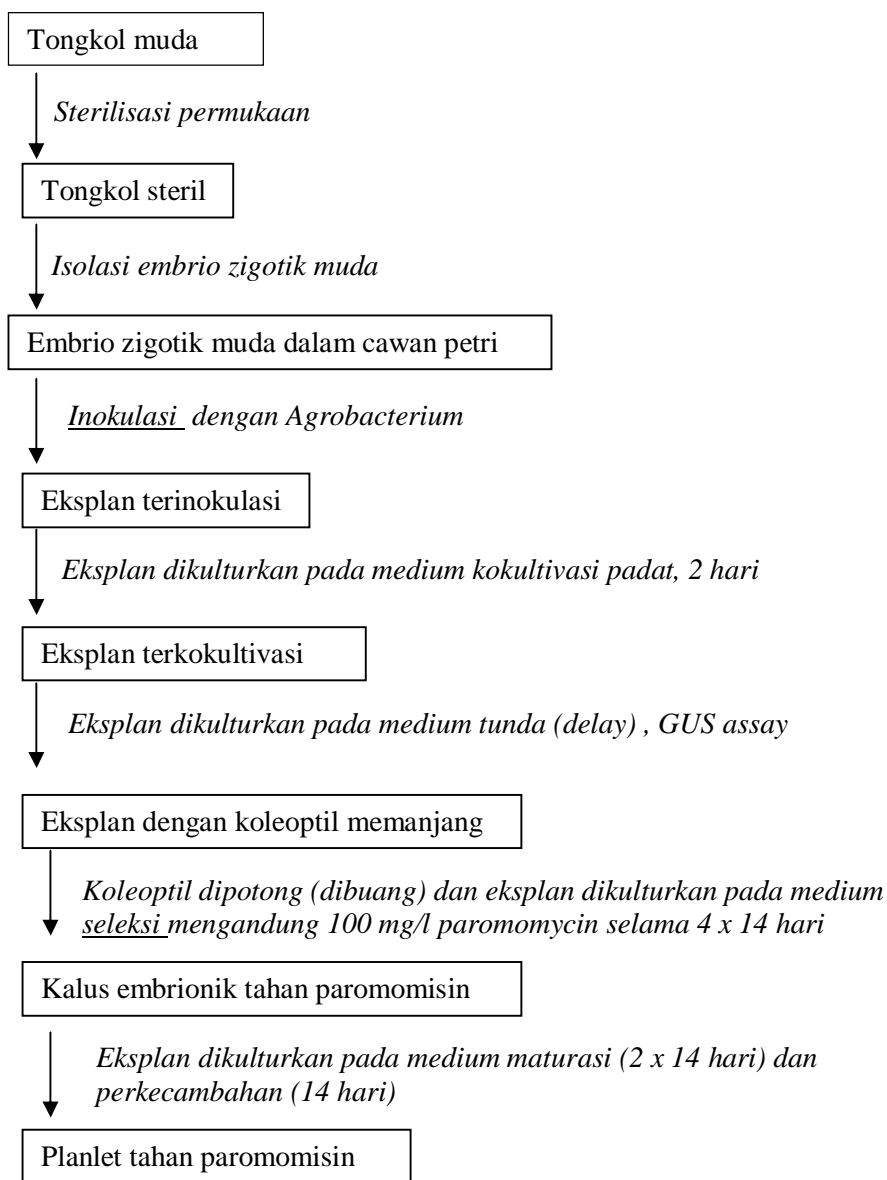 Tongkol muda
Sterilisasi permukaan
Tongkol steril
Isolasi embrio zigotik muda
Embrio zigotik muda dalam cawan petri
Inokulasi dengan Agrobacterium
Eksplan terinokulasi
Eksplan dikulturkan pada medium kokultivasi padat, 2 hari
Eksplan terkokultivasi
Eksplan dikulturkan pada medium tunda (delay) , GUS assay
Eksplan dengan koleoptil memanjang
Koleoptil dipotong (dibuang) dan eksplan dikulturkan pada medium
seleksi mengandung 100 mg/l paromomycin selama 4 x 14 hari
Kalus embrionik tahan paromomisin
Eksplan dikulturkan pada medium maturasi (2 x 14 hari) dan
perkecambahan (14 hari)
Planlet tahan paromomisin